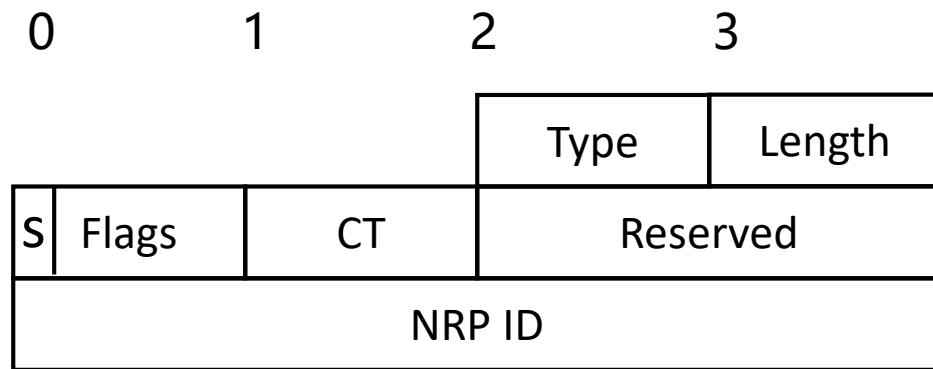 0 1 2 3
Type Length
S Flags CT Reserved
NRP ID